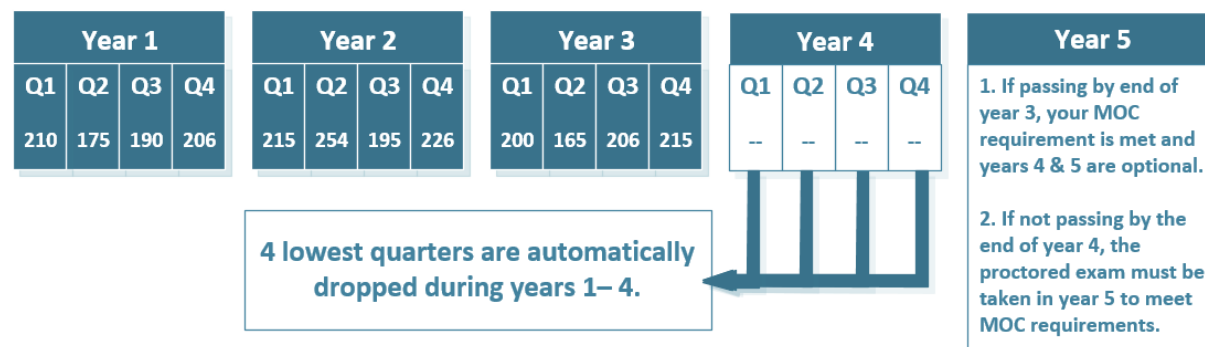 Year 1
Q1 Q2 Q3 Q4
210 175 190 206
Year 2
Q1 Q2 Q3 Q4
215 254 195 226
Year 3
Q1 Q2 Q3 Q4
200 165 206 215
Year 4
Q1 Q2 Q3 Q4
-- -- -- --
Year 5
1. If passing by end of
year 3, your MOC
requirement is met and
years 4 & 5 are optional.
2. If not passing by the
end of year 4, the
proctored exam must be
taken in year 5 to meet
MOC requirements.
4 lowest quarters are automatically
dropped during years 1– 4.